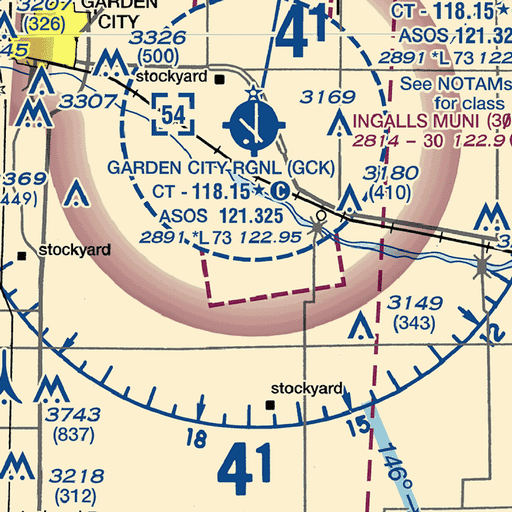 3207
(326)
45
GARDEN
CITY
3326
(500)
41
CT - 118.15★
ASOS 121.32
2891 *L 73 122
See NOTAMs
for class
stockyard
3307
54
3169
INGALLS MUNI (30
2814 - 30 122.9
GARDEN CITY RGNL (GCK)
3180
(410)
CT - 118.15★ C
ASOS 121.325
2891 *L73 122.95
369
449)
stockyard
3149
(343)
12
stockyard
15
18
3743
(837)
41
146°
3218
(312)